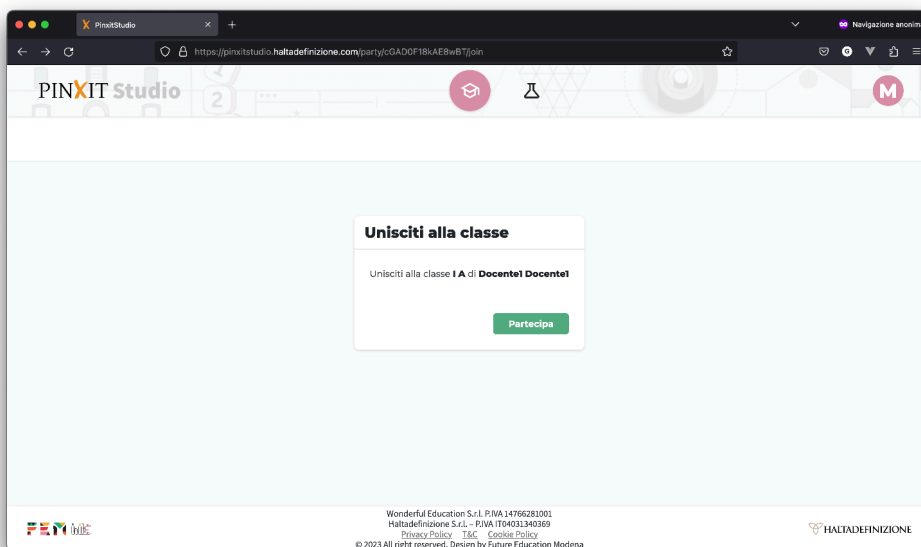 PinxitStudio
Navigazione anonim
https://pinxitstudio.haltadefinizione.com/party/cGAD0F18kAE8wBT/join
PINXIT Studio
M
Unisciti alla classe
Unisciti alla classe I A di Docente1 Docente1
Partecipa
Wonderful Education S.r.l. P.IVA 14766281001
Haltadefinizione S.r.l. – P.IVA IT04031340369
Privacy Policy T&C Cookie Policy
© 2023 All right reserved. Design by Future Education Modena
FEM
HALTADEFINIZIONE